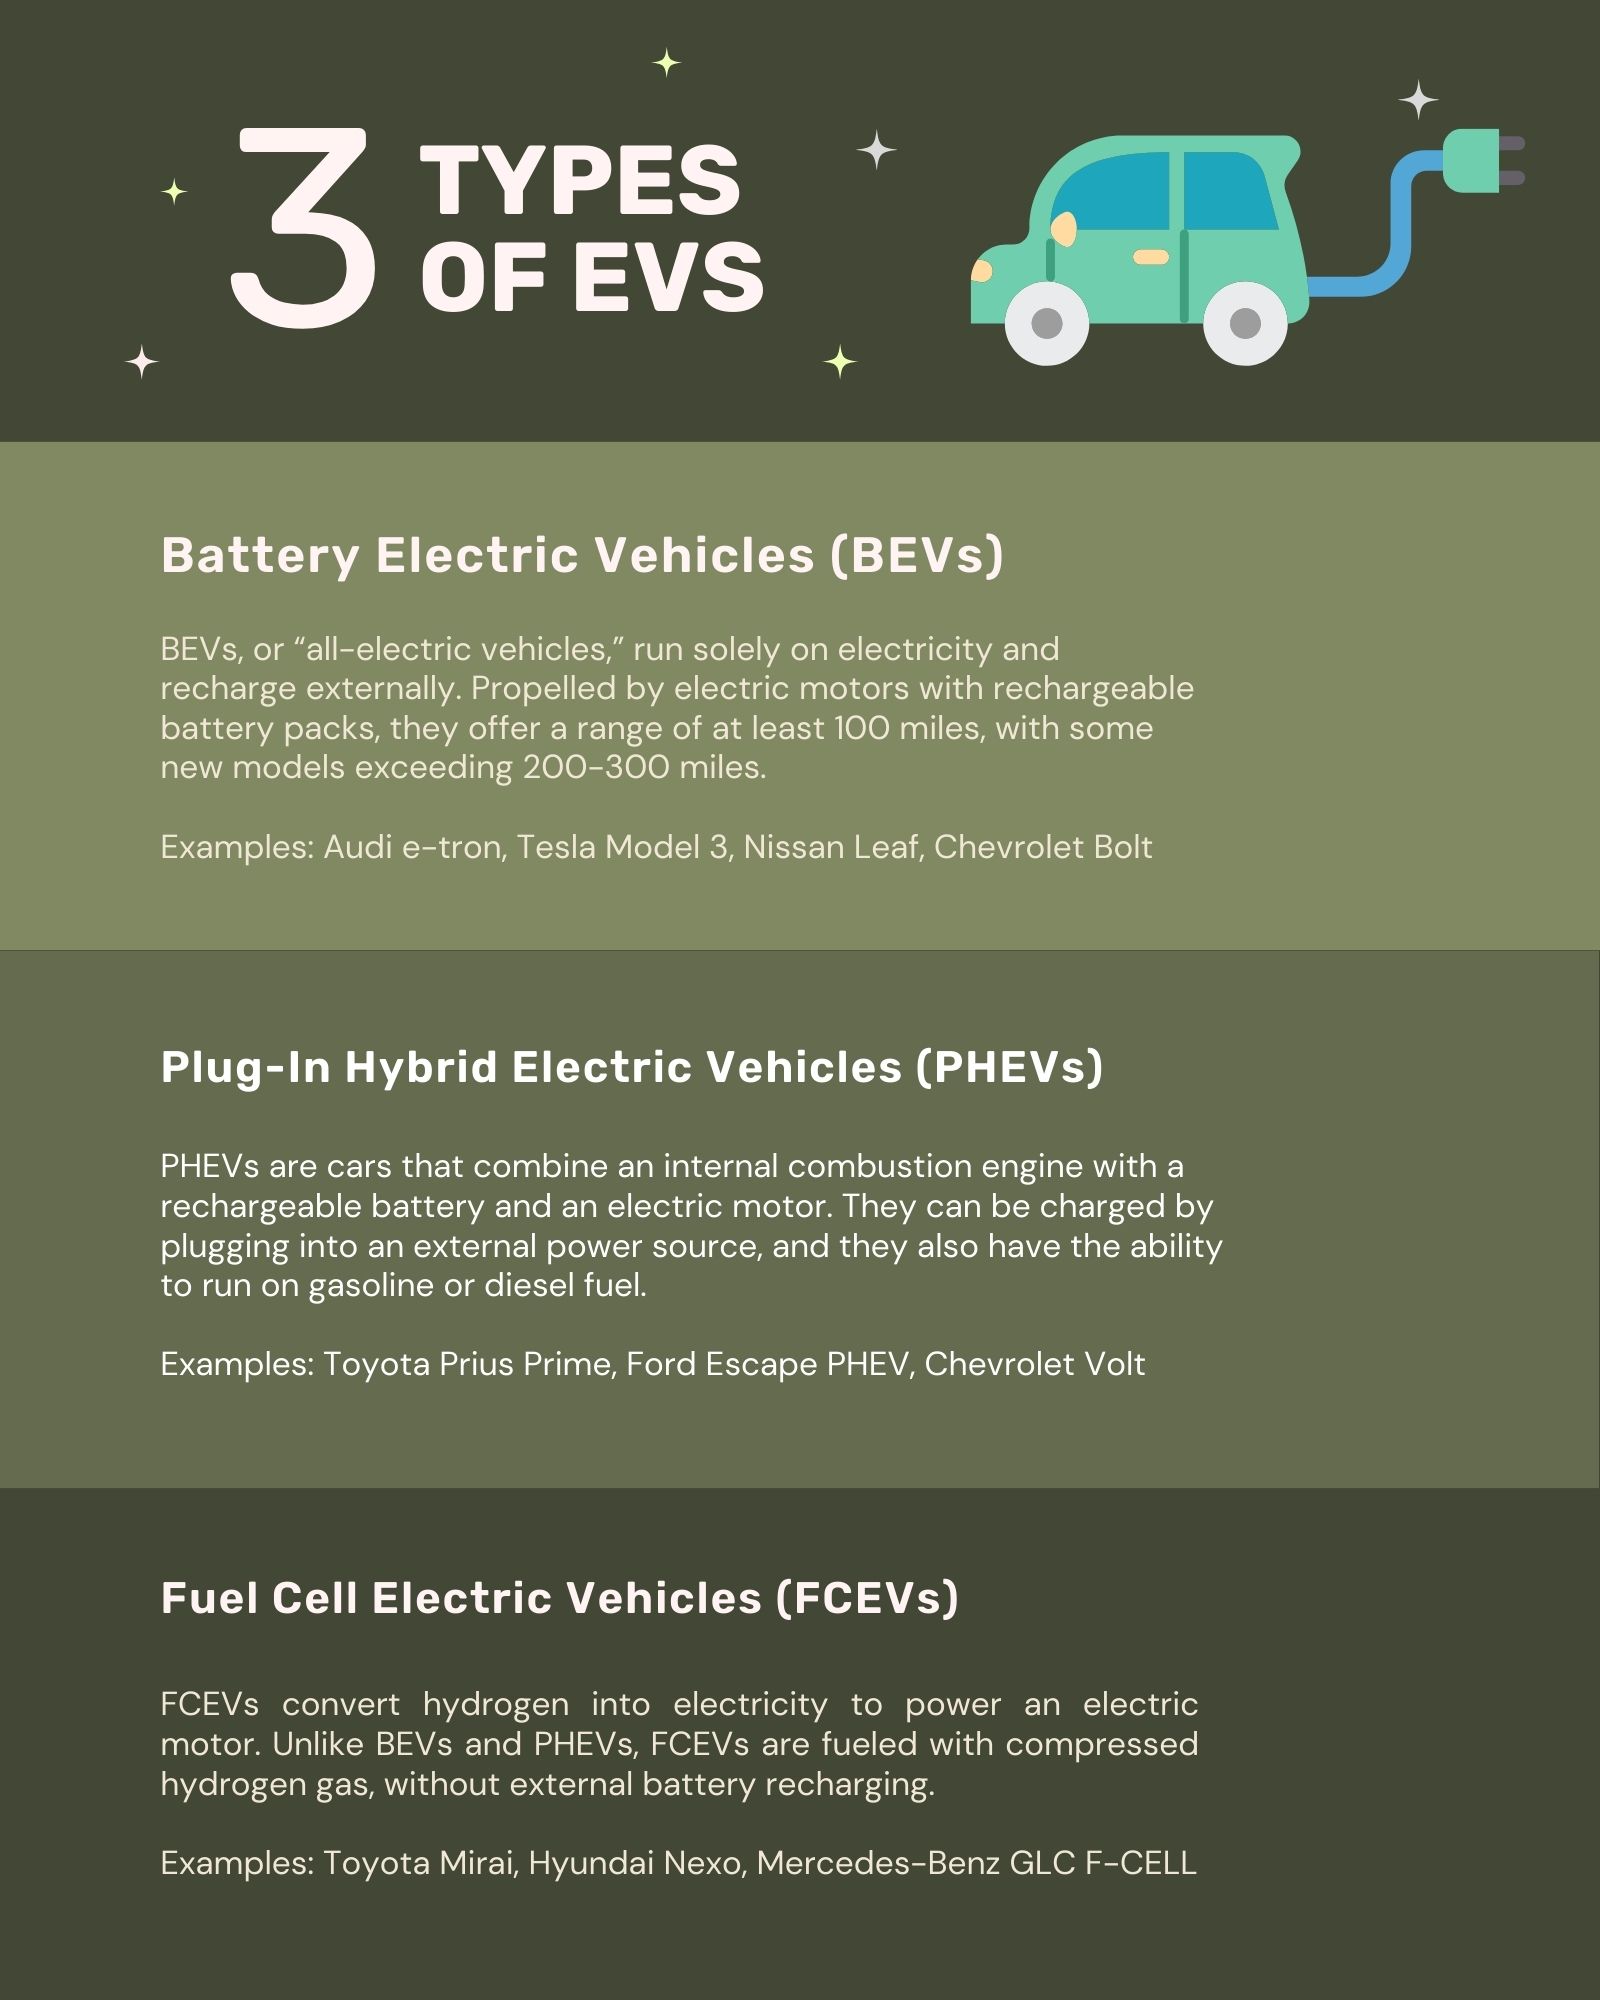 3 TYPES
OF EVS
Battery Electric Vehicles (BEVs)
BEVs, or “all-electric vehicles,” run solely on electricity and
recharge externally. Propelled by electric motors with rechargeable
battery packs, they offer a range of at least 100 miles, with some
new models exceeding 200-300 miles.
Examples: Audi e-tron, Tesla Model 3, Nissan Leaf, Chevrolet Bolt
Plug-In Hybrid Electric Vehicles (PHEVs)
PHEVs are cars that combine an internal combustion engine with a
rechargeable battery and an electric motor. They can be charged by
plugging into an external power source, and they also have the ability
to run on gasoline or diesel fuel.
Examples: Toyota Prius Prime, Ford Escape PHEV, Chevrolet Volt
Fuel Cell Electric Vehicles (FCEVs)
FCEVs convert hydrogen into electricity to power an electric
motor. Unlike BEVs and PHEVs, FCEVs are fueled with compressed
hydrogen gas, without external battery recharging.
Examples: Toyota Mirai, Hyundai Nexo, Mercedes-Benz GLC F-CELL